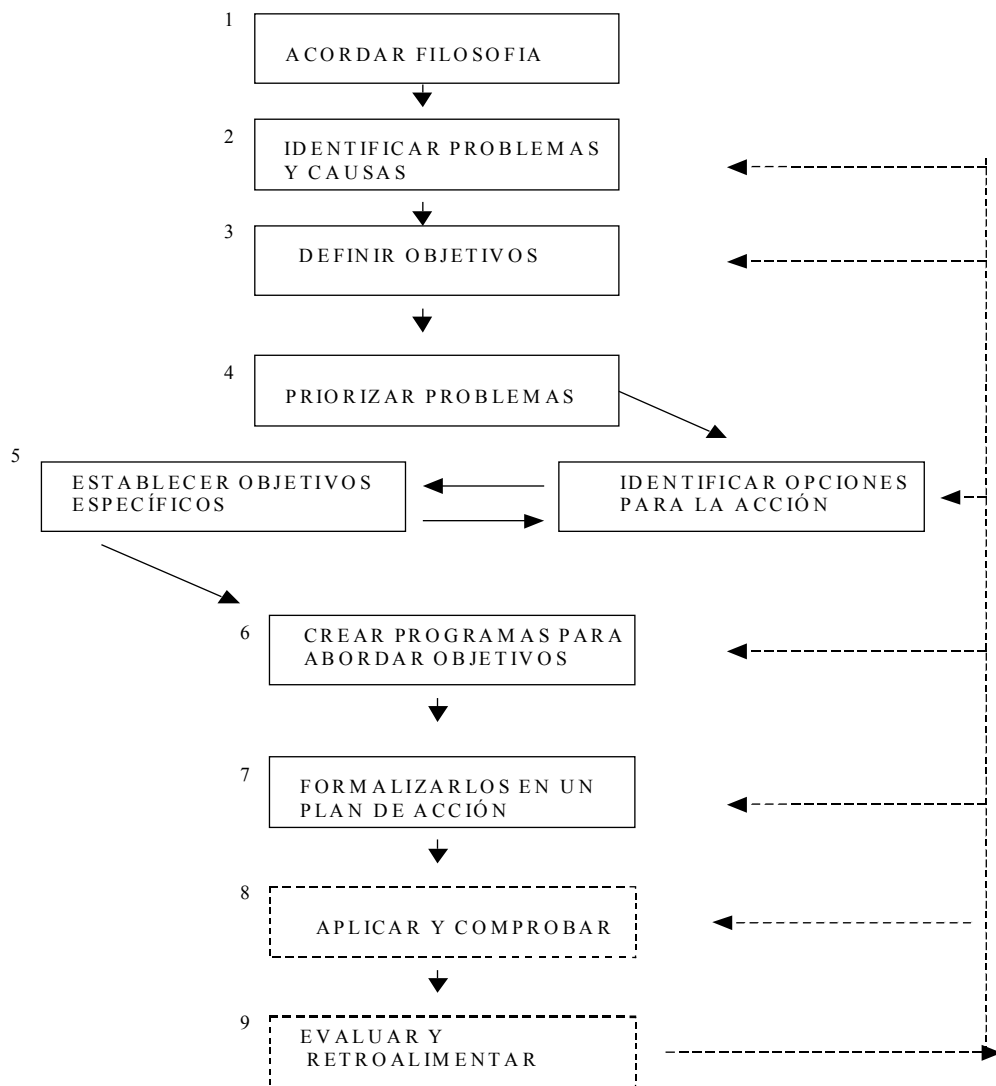 1
ACORDAR FILOSOFIA
2
IDENTIFICAR PROBLEMAS
Y CAUSAS
3
DEFINIR OBJETIVOS
4
PRIORIZAR PROBLEMAS
5
ESTABLECER OBJETIVOS
ESPECÍFICOS
IDENTIFICAR OPCIONES
PARA LA ACCIÓN
6
CREAR PROGRAMAS PARA
ABORDAR OBJETIVOS
7
FORMALIZARLOS EN UN
PLAN DE ACCIÓN
8
APLICAR Y COMPROBAR
9
EVALUAR Y
RETROALIMENTAR